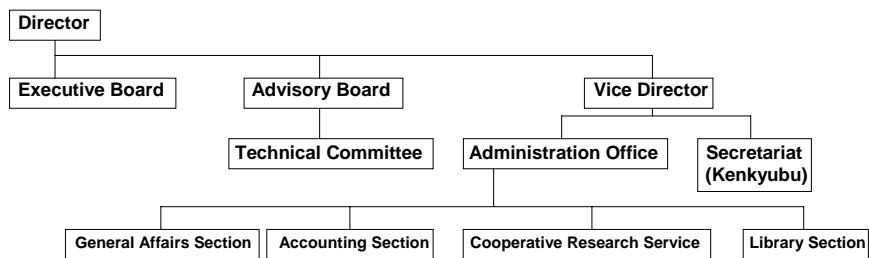 Director
Executive Board
Advisory Board
Vice Director
Technical Committee
Administration Office
Secretariat
(Kenkyubu)
General Affairs Section
Accounting Section
Cooperative Research Service
Library Section